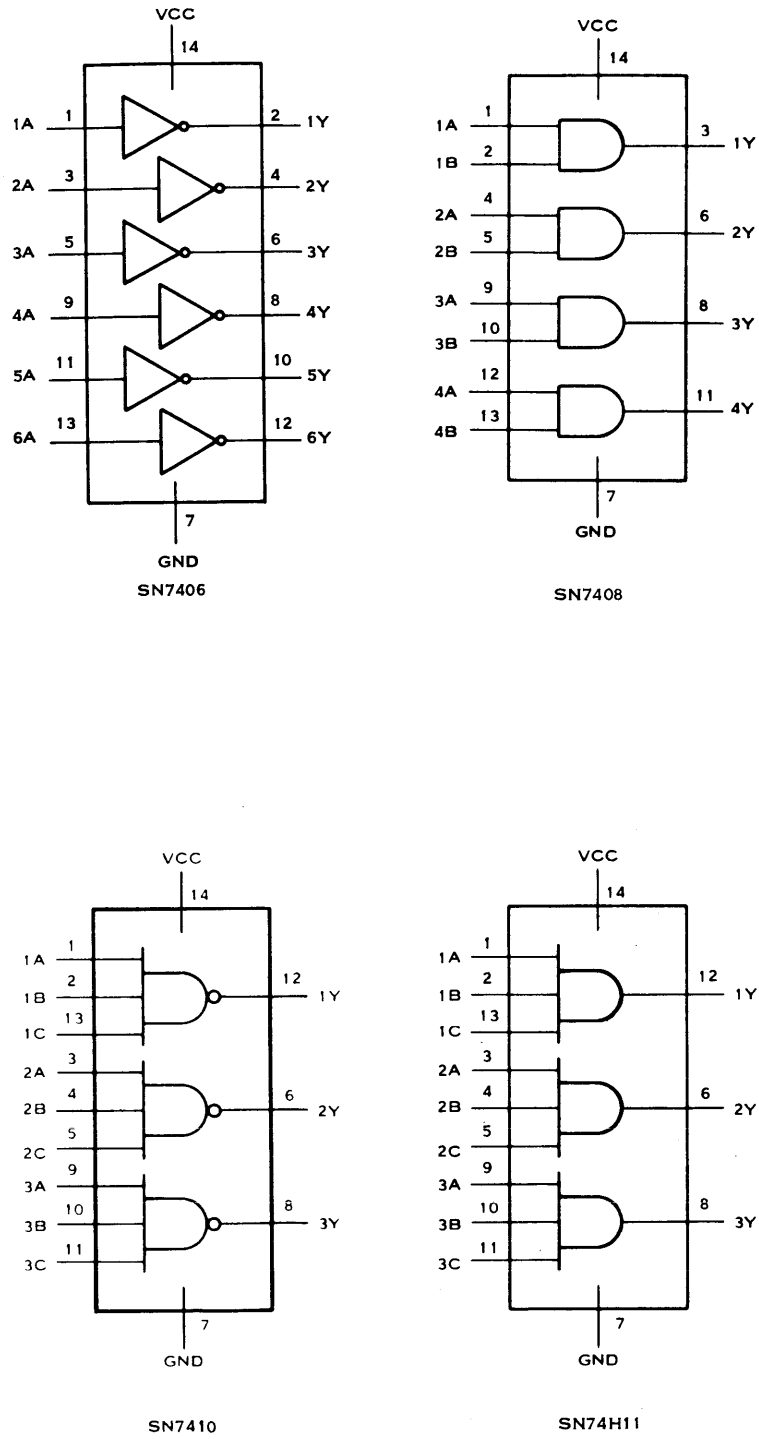 VCC
14
1A 1 2 1Y
2A 3 4 2Y
3A 5 6 3Y
4A 9 8 4Y
5A 11 10 5Y
6A 13 12 6Y
7
GND
SN7406
VCC
14
1A 1
3 1Y
1B 2
2A 4
6 2Y
2B 5
3A 9
8 3Y
3B 10
4A 12
11 4Y
4B 13
7
GND
SN7408
VCC
14
1A 1
1B 2 12 1Y
1C 13
2A 3
2B 4 6 2Y
2C 5
3A 9
3B 10 8 3Y
3C 11
7
GND
SN7410
VCC
14
1A 1
1B 2 12 1Y
1C 13
2A 3
2B 4 6 2Y
2C 5
3A 9
3B 10 8 3Y
3C 11
7
GND
SN74H11